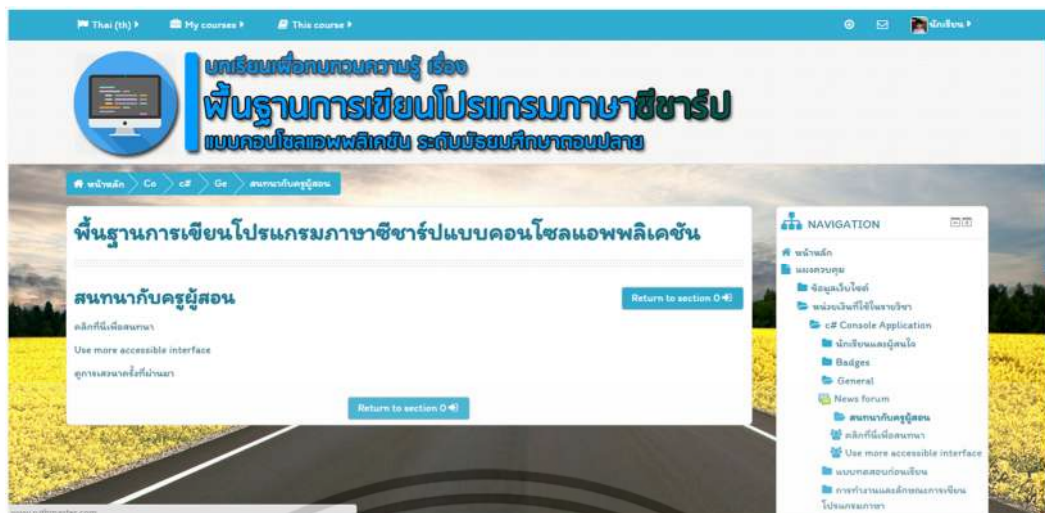 Thai (th)
My courses
This course
นักเรียน
บทเรียนเพื่อทบทวนความรู้ เรื่อง
พื้นฐานการเขียนโปรแกรมภาษาซีชาร์ป
แบบคอนโซลแอพพลิเคชัน ระดับมัธยมศึกษาตอนปลาย
หน้าหลัก
Co
c#
Ge
สนทนากับครูผู้สอน
พื้นฐานการเขียนโปรแกรมภาษาซีชาร์ปแบบคอนโซลแอพพลิเคชัน
สนทนากับครูผู้สอน
Return to section 0
คลิกที่นี่เพื่อสนทนา
Use more accessible interface
ดูการเสวนาครั้งที่ผ่านมา
Return to section 0
NAVIGATION
หน้าหลัก
แผงควบคุม
ข้อมูลเว็บไซต์
หน่วยเงินที่ใช้ในรายวิชา
c# Console Application
นักเรียนและผู้สนใจ
Badges
General
News forum
สนทนากับครูผู้สอน
คลิกที่นี่เพื่อสนทนา
Use more accessible interface
แบบทดสอบก่อนเรียน
การทำงานและลักษณะการเขียน
โปรแกรมภาษา